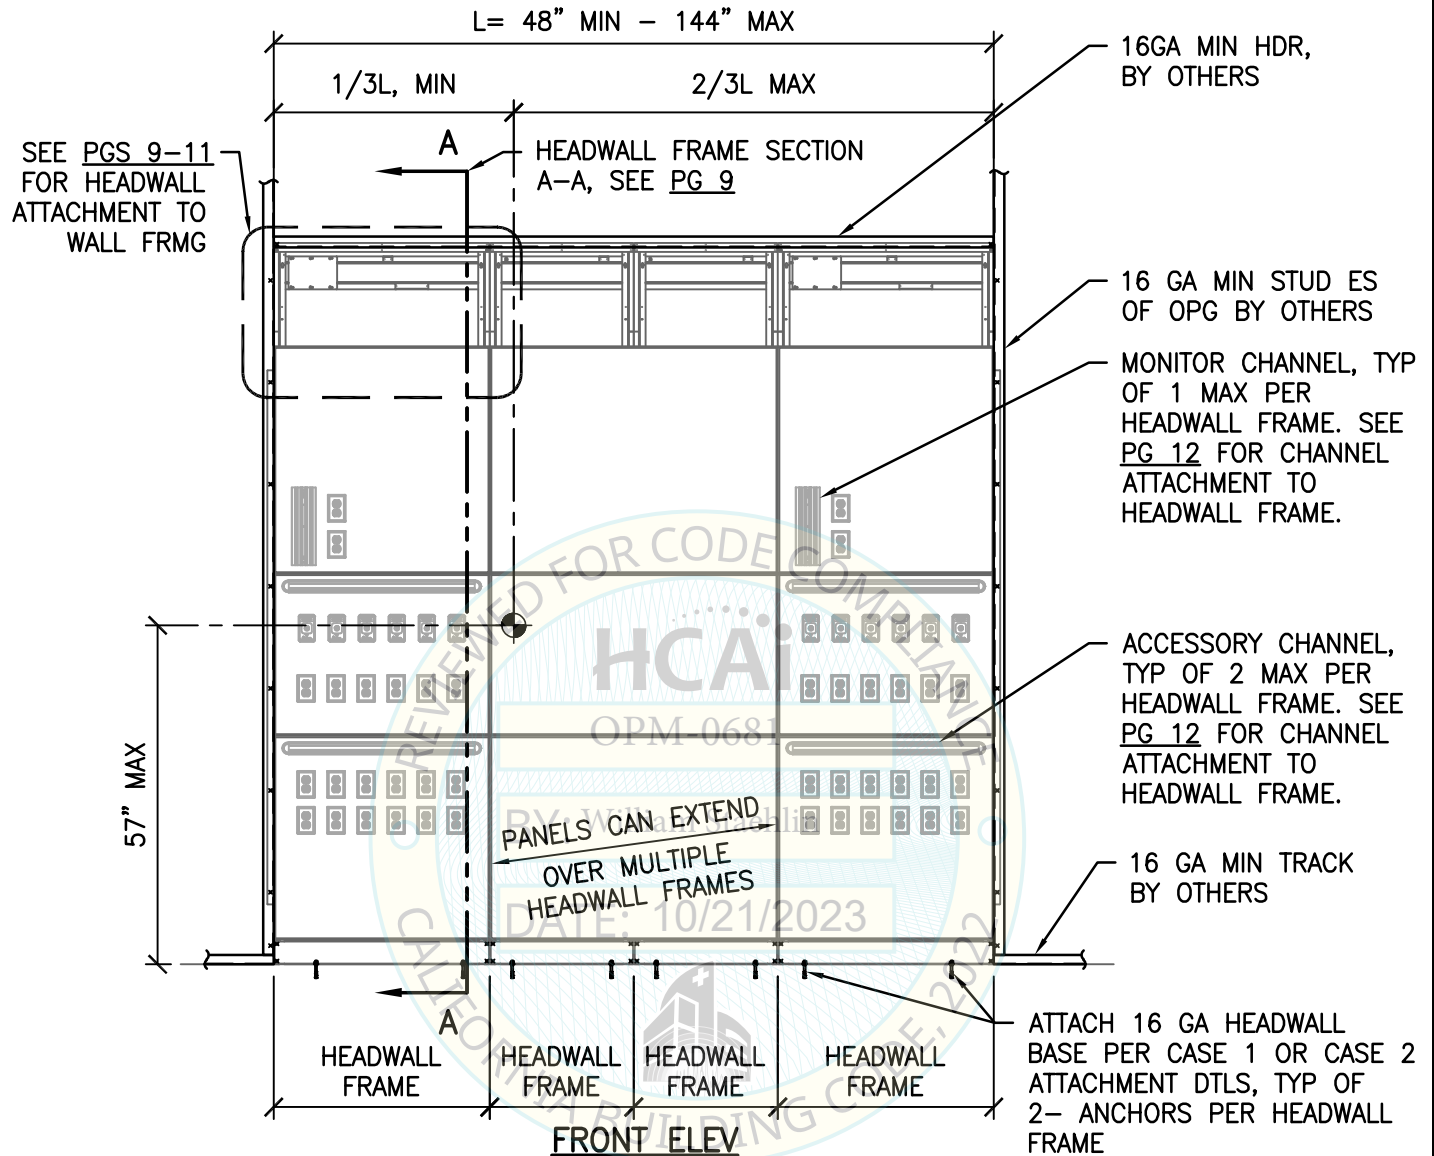 L= 48” MIN – 144” MAX
1/3L, MIN
2/3L MAX
16GA MIN HDR,
BY OTHERS
A
HEADWALL FRAME SECTION
A–A, SEE PG 9
SEE PGS 9–11
FOR HEADWALL
ATTACHMENT TO
WALL FRMG
16 GA MIN STUD ES
OF OPG BY OTHERS
MONITOR CHANNEL, TYP
OF 1 MAX PER
HEADWALL FRAME. SEE
PG 12 FOR CHANNEL
ATTACHMENT TO
HEADWALL FRAME.
REVIEWED FOR CODE COMPLIANCE
HCAi
OPM-0681
BY: William Staehlin
DATE: 10/21/2023
CALIFORNIA BUILDING CODE, 2022
ACCESSORY CHANNEL,
TYP OF 2 MAX PER
HEADWALL FRAME. SEE
PG 12 FOR CHANNEL
ATTACHMENT TO
HEADWALL FRAME.
57” MAX
PANELS CAN EXTEND
OVER MULTIPLE
HEADWALL FRAMES
16 GA MIN TRACK
BY OTHERS
A
ATTACH 16 GA HEADWALL
BASE PER CASE 1 OR CASE 2
ATTACHMENT DTLS, TYP OF
2– ANCHORS PER HEADWALL
FRAME
HEADWALL
FRAME
HEADWALL
FRAME
HEADWALL
FRAME
HEADWALL
FRAME
FRONT ELEV